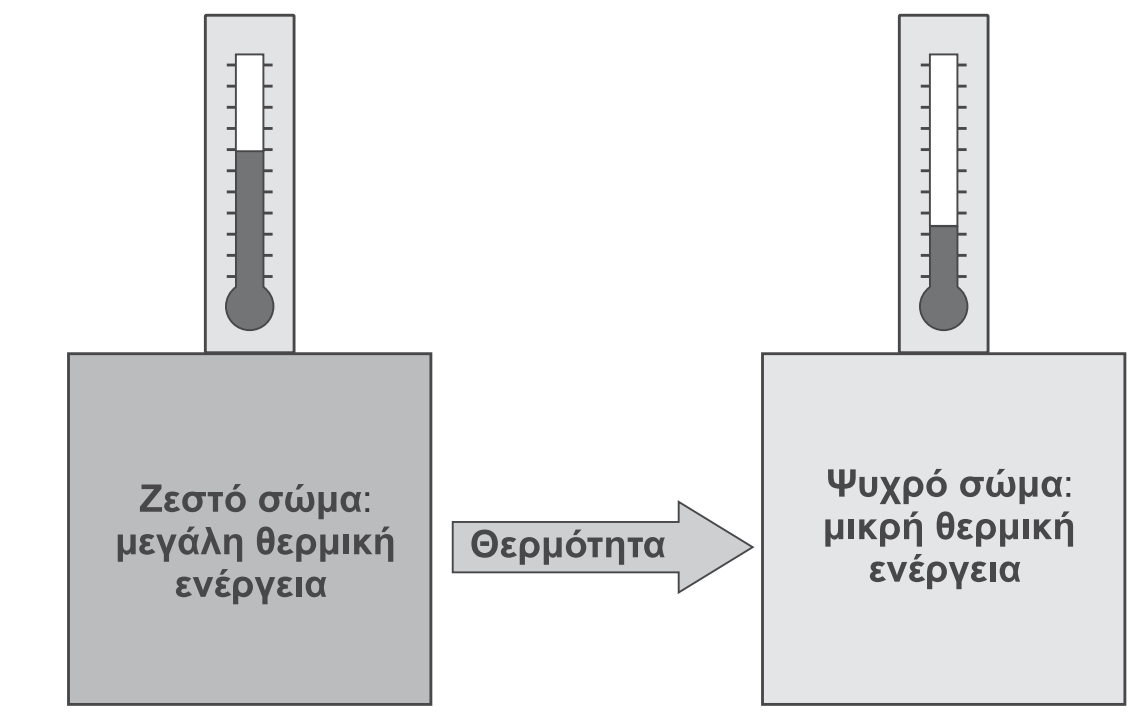 Ζεστό σώμα:
μεγάλη θερμική
ενέργεια
Θερμότητα
Ψυχρό σώμα:
μικρή θερμική
ενέργεια